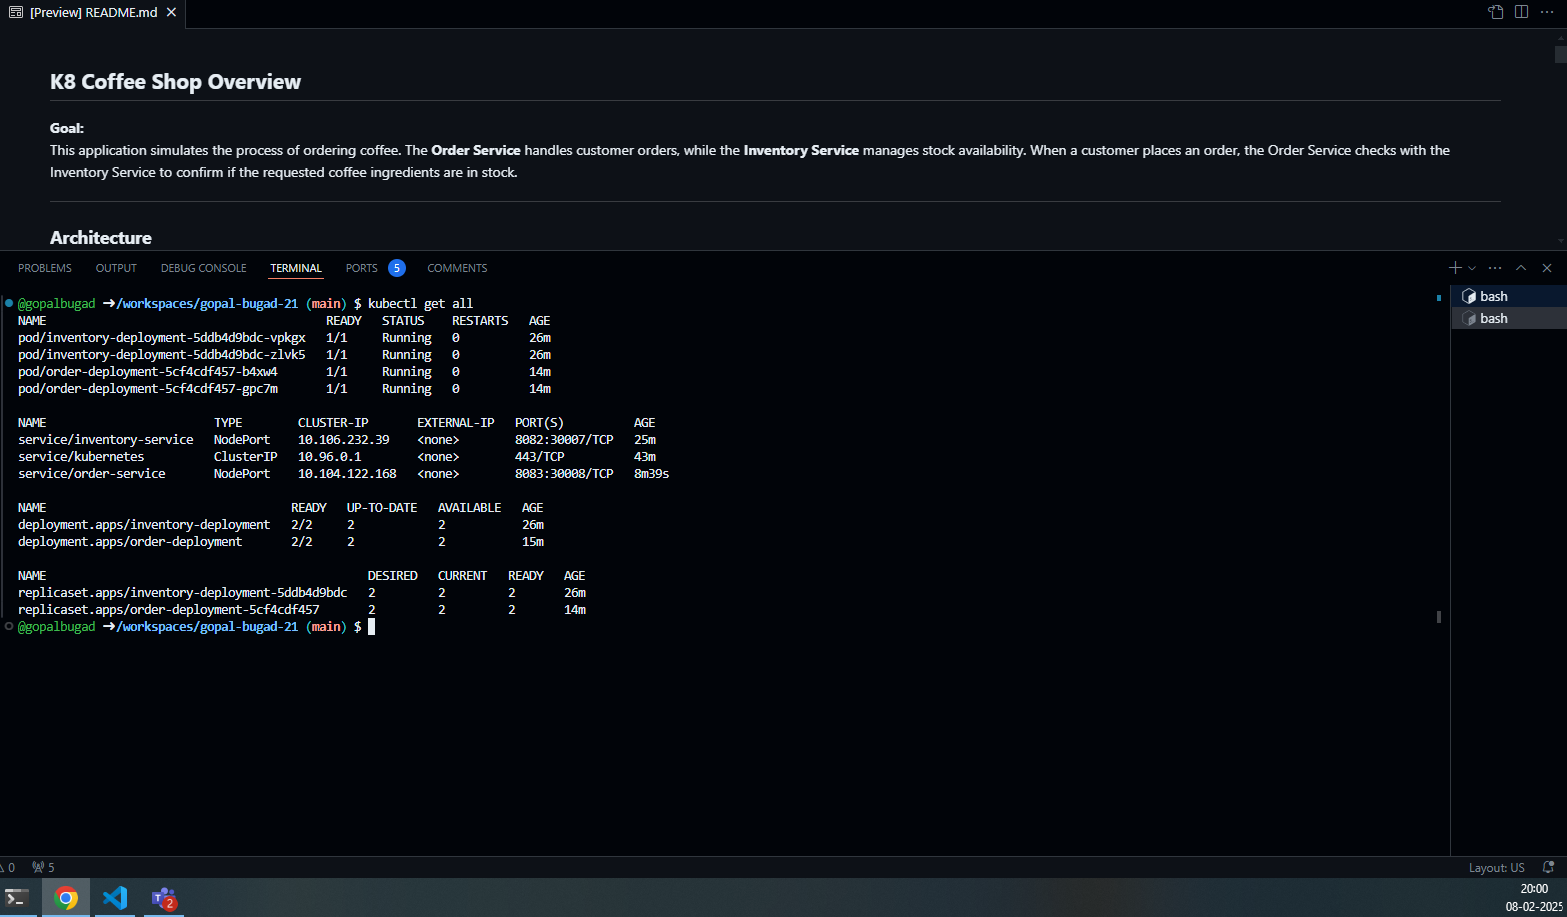 [Preview] README.md
K8 Coffee Shop Overview
Goal:
This application simulates the process of ordering coffee. The Order Service handles customer orders, while the Inventory Service manages stock availability. When a customer places an order, the Order Service checks with the
Inventory Service to confirm if the requested coffee ingredients are in stock.
Architecture
PROBLEMS OUTPUT DEBUG CONSOLE TERMINAL PORTS 5 COMMENTS
@gopalbugad ➜/workspaces/gopal-bugad-21 (main) $ kubectl get all
NAME READY STATUS RESTARTS AGE
pod/inventory-deployment-5ddb4d9bdc-vpkgx 1/1 Running 0 26m
pod/inventory-deployment-5ddb4d9bdc-zlvk5 1/1 Running 0 26m
pod/order-deployment-5cf4cdf457-b4xw4 1/1 Running 0 14m
pod/order-deployment-5cf4cdf457-gpc7m 1/1 Running 0 14m
NAME TYPE CLUSTER-IP EXTERNAL-IP PORT(S) AGE
service/inventory-service NodePort 10.106.232.39 <none> 8082:30007/TCP 25m
service/kubernetes ClusterIP 10.96.0.1 <none> 443/TCP 43m
service/order-service NodePort 10.104.122.168 <none> 8083:30008/TCP 8m39s
NAME READY UP-TO-DATE AVAILABLE AGE
deployment.apps/inventory-deployment 2/2 2 2 26m
deployment.apps/order-deployment 2/2 2 2 15m
NAME DESIRED CURRENT READY AGE
replicaset.apps/inventory-deployment-5ddb4d9bdc 2 2 2 26m
replicaset.apps/order-deployment-5cf4cdf457 2 2 2 14m
@gopalbugad ➜/workspaces/gopal-bugad-21 (main) $
bash
bash
0 5
Layout: US
2
20:00
08-02-2025